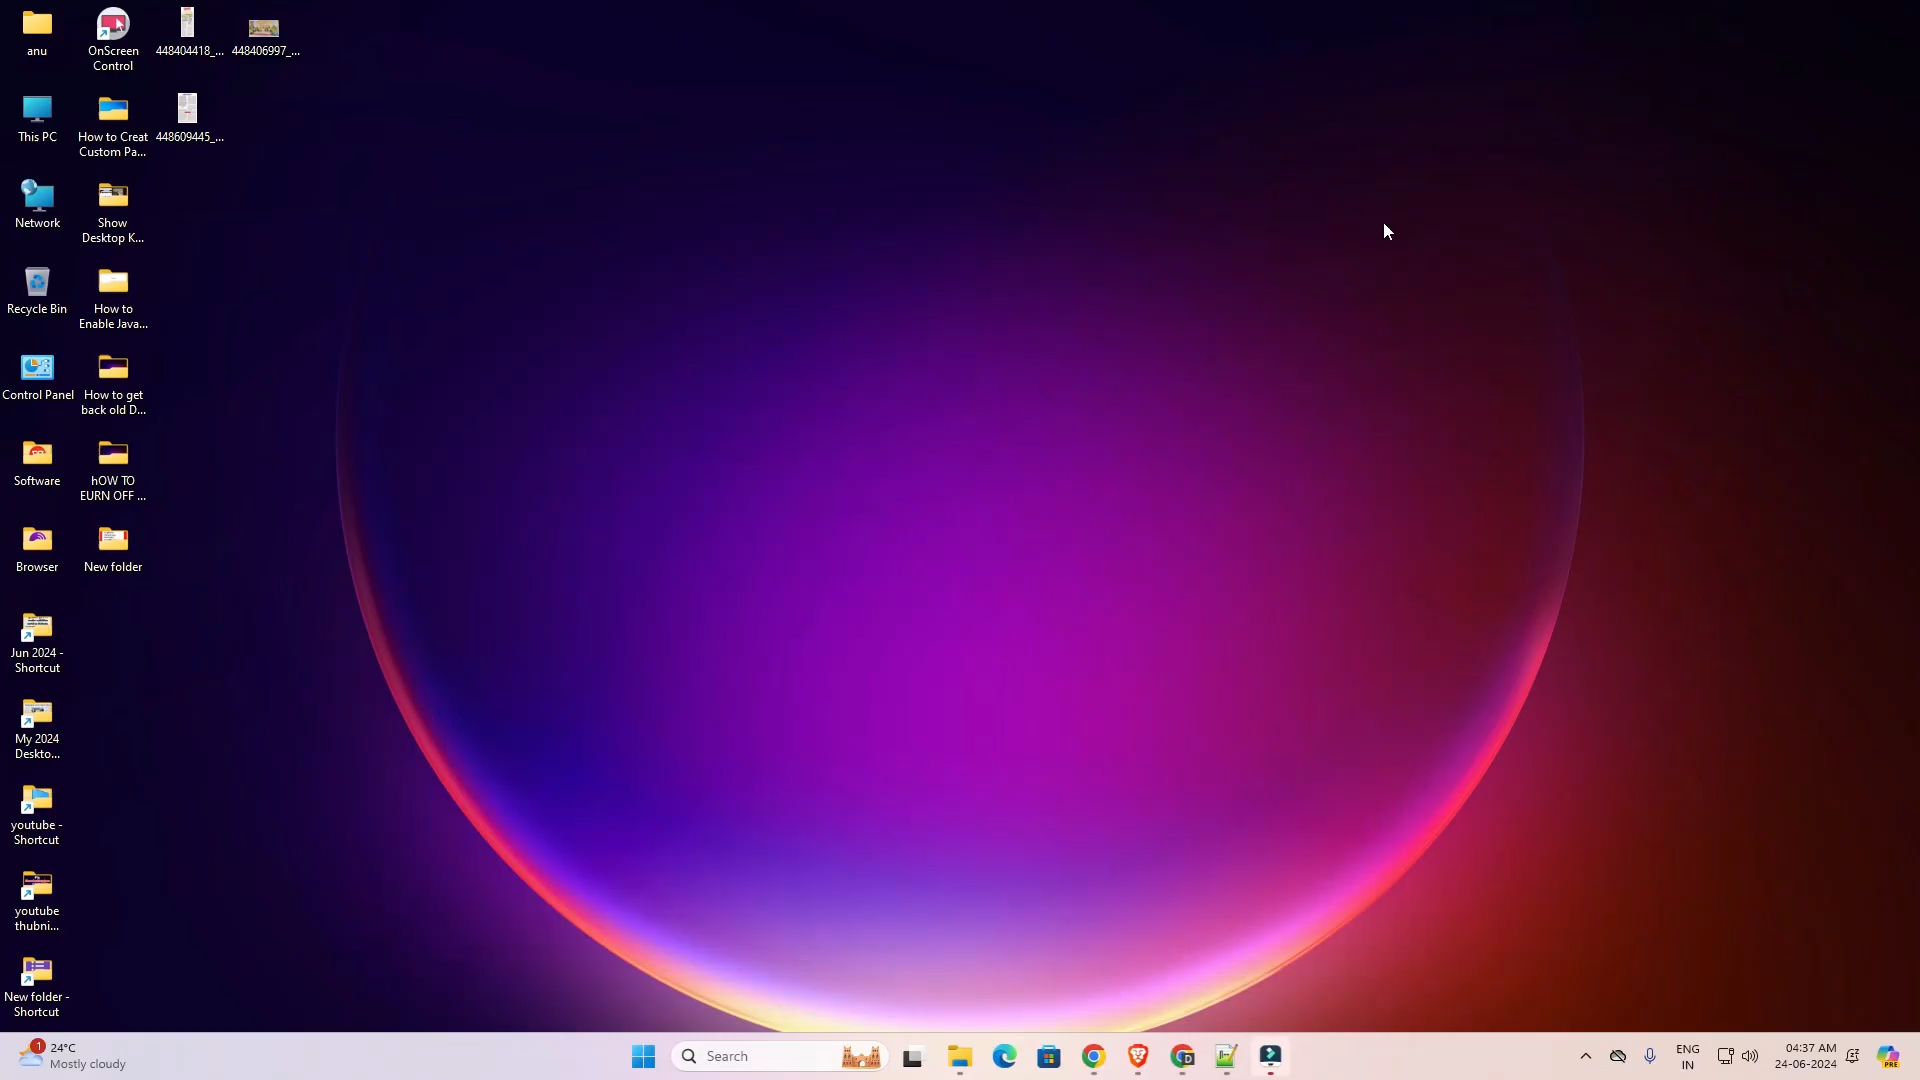 anu
OnScreen
Control
448404418_...
448406997_...
This PC
How to Creat
Custom Pa...
448609445_...
Network
Show
Desktop K...
Recycle Bin
How to
Enable Java...
Control Panel
How to get
back old D...
Software
hOW TO
EURN OFF ...
Browser
New folder
Jun 2024 -
Shortcut
My 2024
Deskto...
youtube -
Shortcut
youtube
thubni...
New folder -
Shortcut
1
24°C
Mostly cloudy
Search
ENG
IN
04:37 AM
24-06-2024
PRE